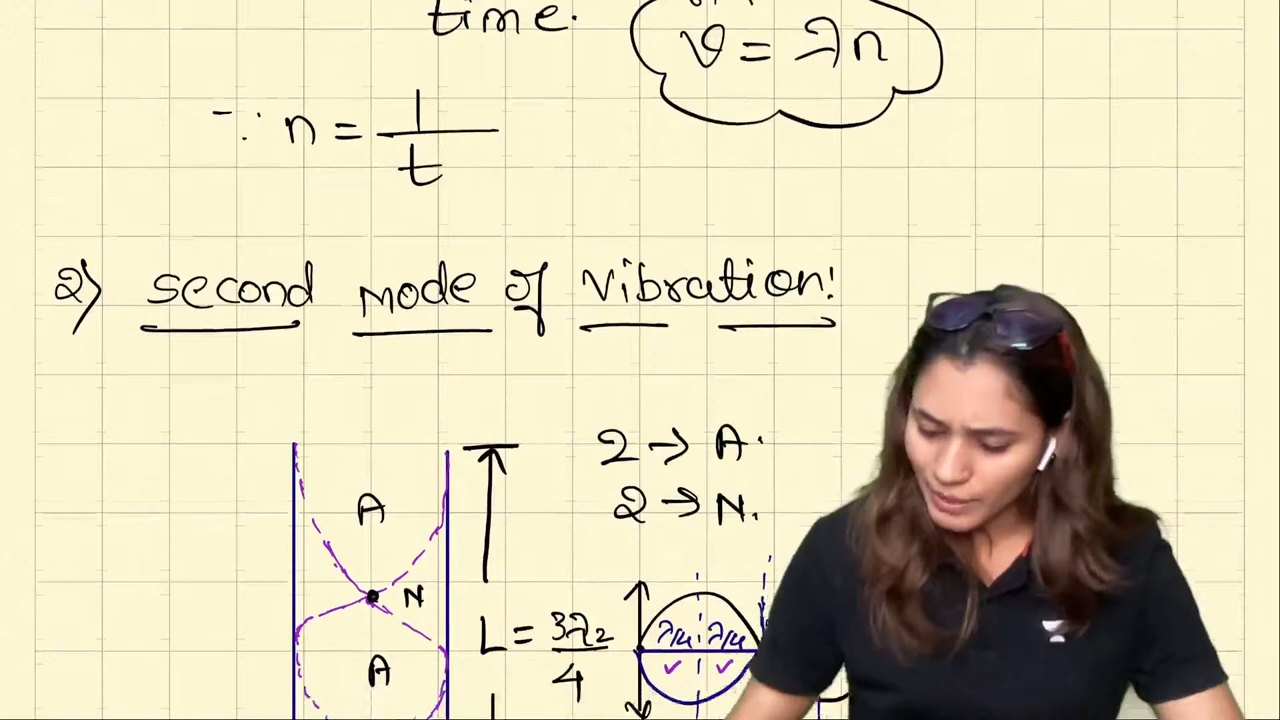 time.
v = λn
∵ n = 1/t
2) second mode of vibration:
A
2 → A.
2 → N.
N
L = 3λ2/4
λ/4 λ/4
A